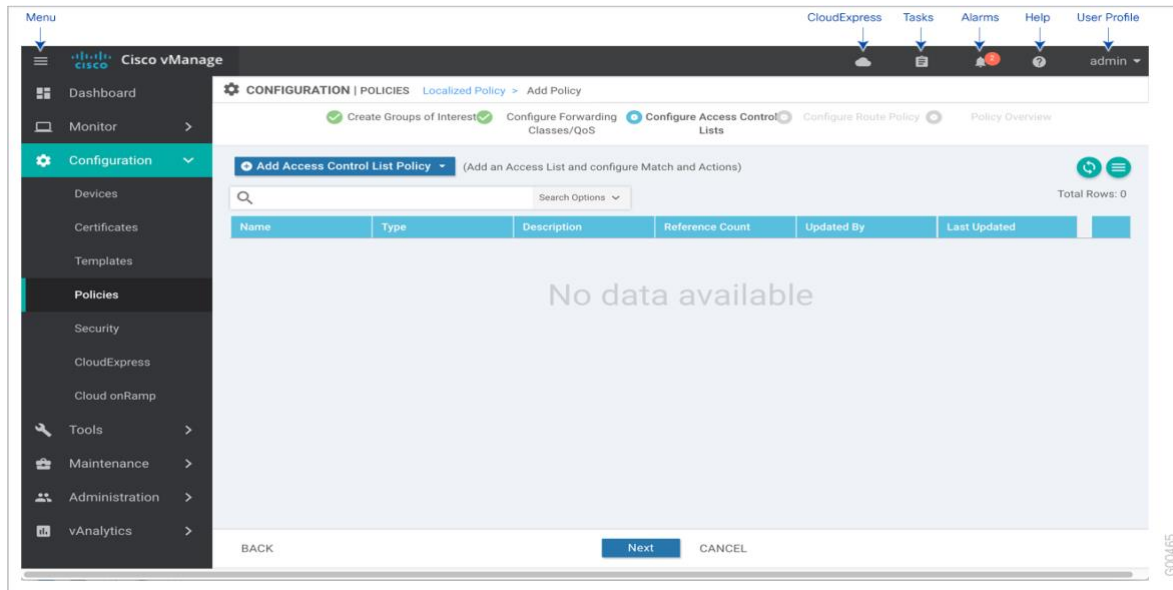 Menu
CloudExpress
Tasks
Alarms
Help
User Profile
cisco
Cisco vManage
2
admin
Dashboard
Monitor
Configuration
Devices
Certificates
Templates
Policies
Security
CloudExpress
Cloud onRamp
Tools
Maintenance
Administration
vAnalytics
CONFIGURATION | POLICIES Localized Policy > Add Policy
Create Groups of Interest
Configure Forwarding
Classes/QoS
Configure Access Control
Lists
Configure Route Policy
Policy Overview
Add Access Control List Policy
(Add an Access List and configure Match and Actions)
Search Options
Total Rows: 0
Name
Type
Description
Reference Count
Updated By
Last Updated
No data available
BACK
Next
CANCEL
G00465